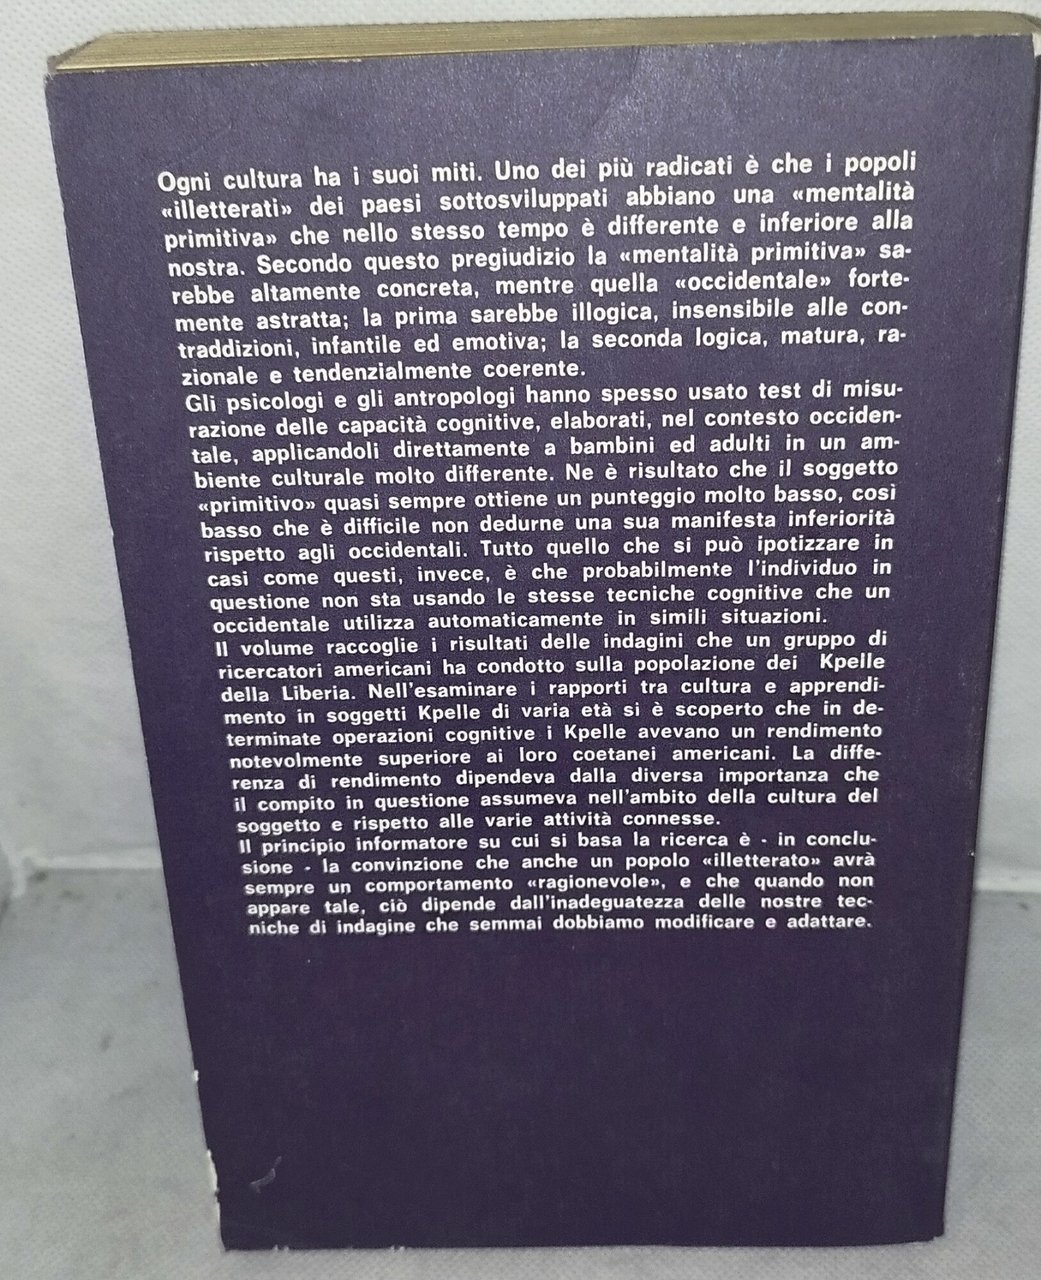 Ogni cultura ha i suoi miti. Uno dei più radicati è che i popoli
«illetterati» dei paesi sottosviluppati abbiano una «mentalità
primitiva» che nello stesso tempo è differente e inferiore alla
nostra. Secondo questo pregiudizio la «mentalità primitiva» sa-
rebbe altamente concreta, mentre quella «occidentale» forte-
mente astratta; la prima sarebbe illogica, insensibile alle con-
traddizioni, infantile ed emotiva; la seconda logica, matura, ra-
zionale e tendenzialmente coerente.
Gli psicologi e gli antropologi hanno spesso usato test di misu-
razione delle capacità cognitive, elaborati, nel contesto occiden-
tale, applicandoli direttamente a bambini ed adulti in un am-
biente culturale molto differente. Ne è risultato che il soggetto
«primitivo» quasi sempre ottiene un punteggio molto basso, così
basso che è difficile non dedurne una sua manifesta inferiorità
rispetto agli occidentali. Tutto quello che si può ipotizzare in
casi come questi, invece, è che probabilmente l'individuo in
questione non sta usando le stesse tecniche cognitive che un
occidentale utilizza automaticamente in simili situazioni.
Il volume raccoglie i risultati delle indagini che un gruppo di
ricercatori americani ha condotto sulla popolazione dei Kpelle
della Liberia. Nell'esaminare i rapporti tra cultura e apprendi-
mento in soggetti Kpelle di varia età si è scoperto che in de-
terminate operazioni cognitive i Kpelle avevano un rendimento
notevolmente superiore ai loro coetanei americani. La diffe-
renza di rendimento dipendeva dalla diversa importanza che
il compito in questione assumeva nell'ambito della cultura del
soggetto e rispetto alle varie attività connesse.
Il principio informatore su cui si basa la ricerca è - in conclu-
sione - la convinzione che anche un popolo «illetterato» avrà
sempre un comportamento «ragionevole», e che quando non
appare tale, ciò dipende dall'inadeguatezza delle nostre tec-
niche di indagine che semmai dobbiamo modificare e adattare.